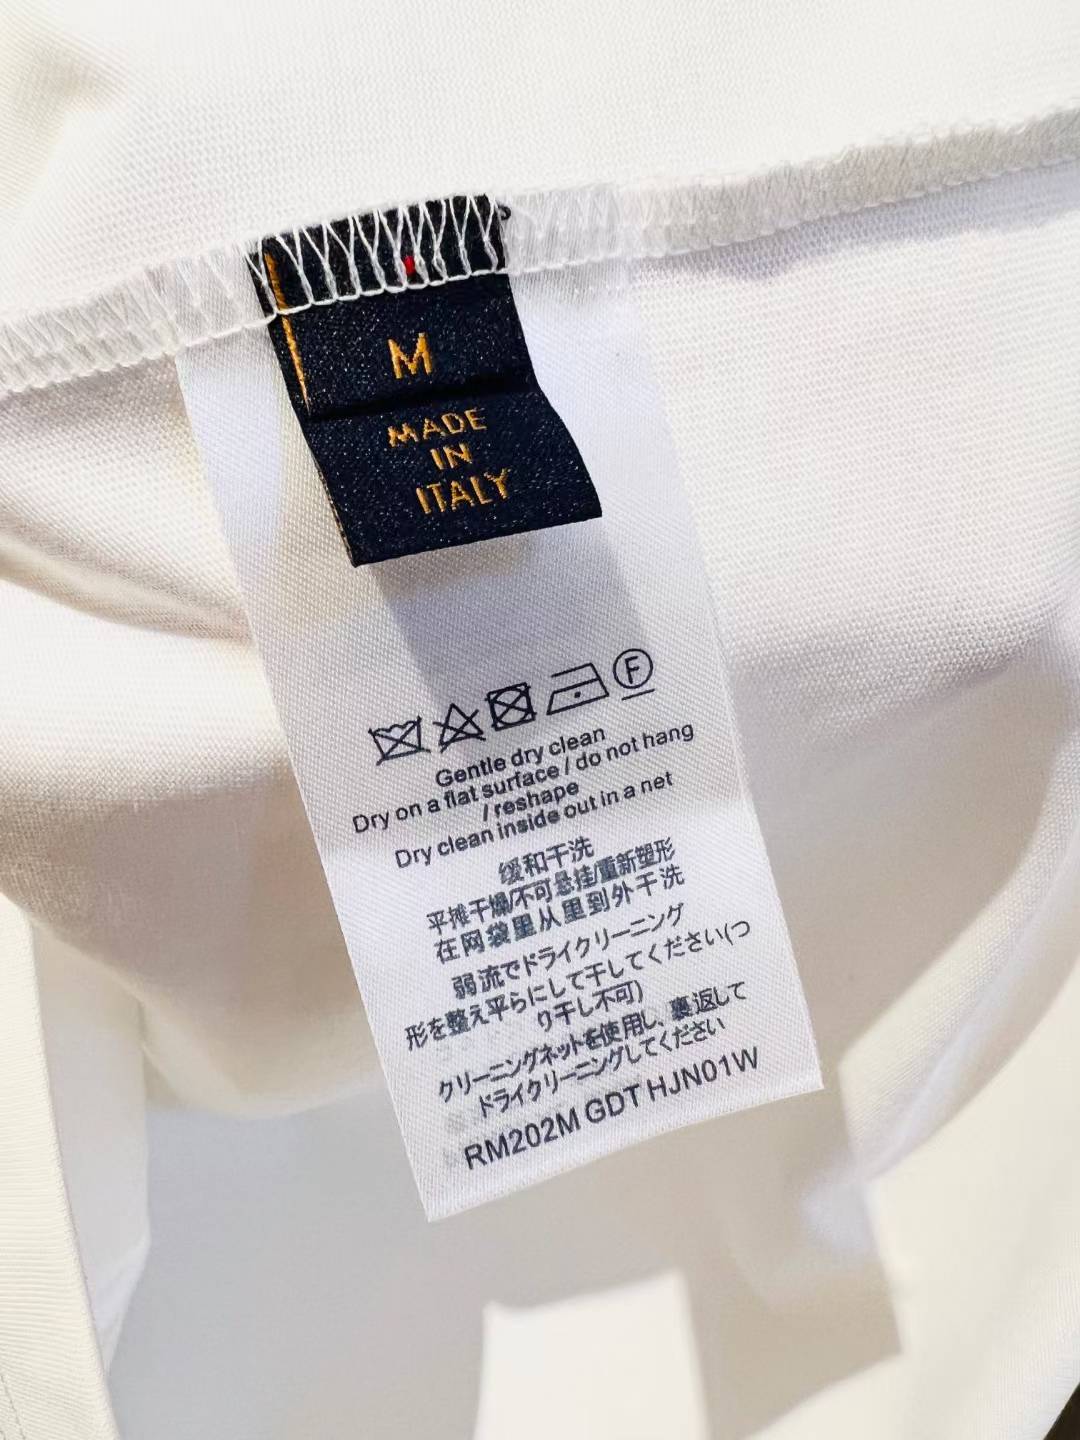 M
MADE
IN
ITALY
F
Gentle dry clean
Dry on a flat surface / do not hang
/ reshape
Dry clean inside out in a net
缓和干洗
平摊干燥/不可悬挂/重新塑形
在网袋里从里到外干洗
弱流でドライクリーニング
形を整え平らにして干してください(つ
り干し不可)
クリーニングネットを使用し、裏返して
ドライクリーニングしてください
RM202M GDT HJN01W